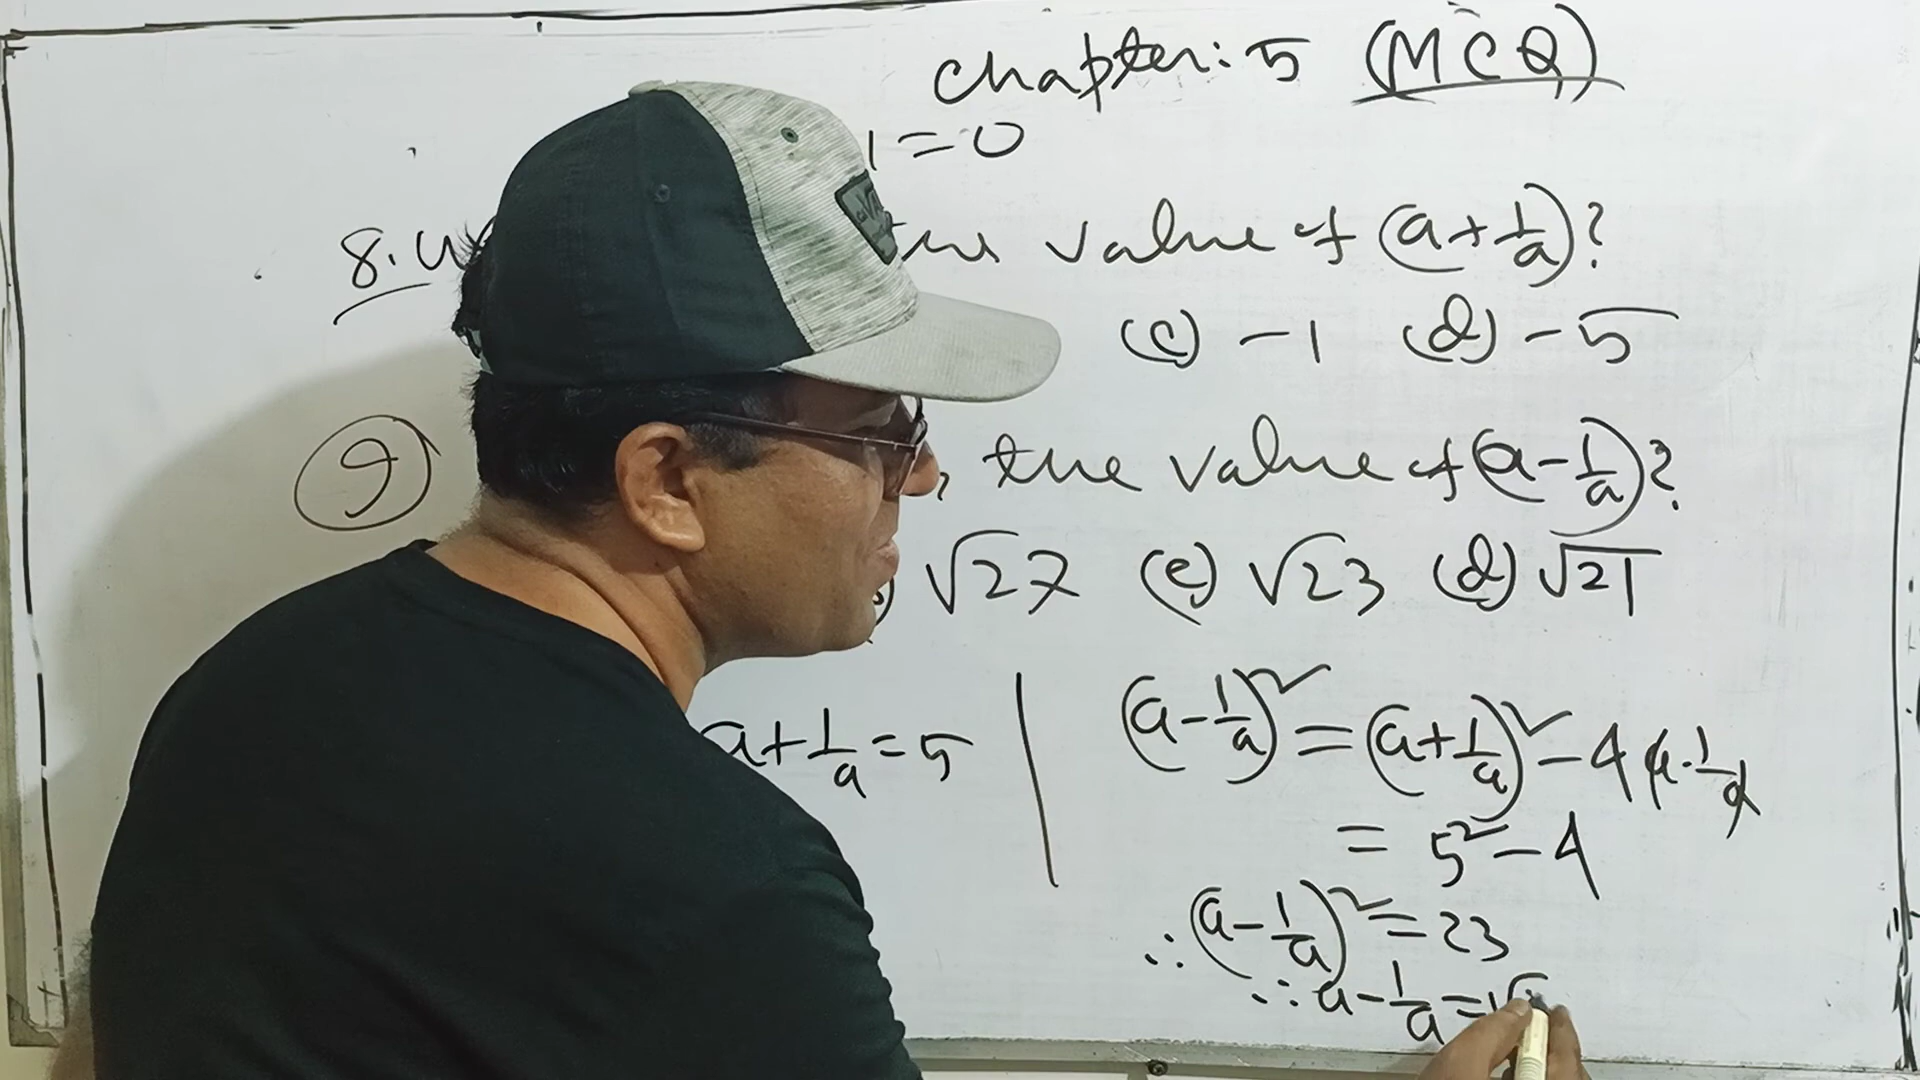 Chapter: 5 (MCQ)
1 = 0
8. the value of (a + 1/a)?
(c) -1 (d) -5
9 the value of (a - 1/a)?
√27 (c) √23 (d) √21
a + 1/a = 5
(a - 1/a)² = (a + 1/a)² - 4 a · 1/a
= 5² - 4
∴ (a - 1/a)² = 23
∴ a - 1/a = √